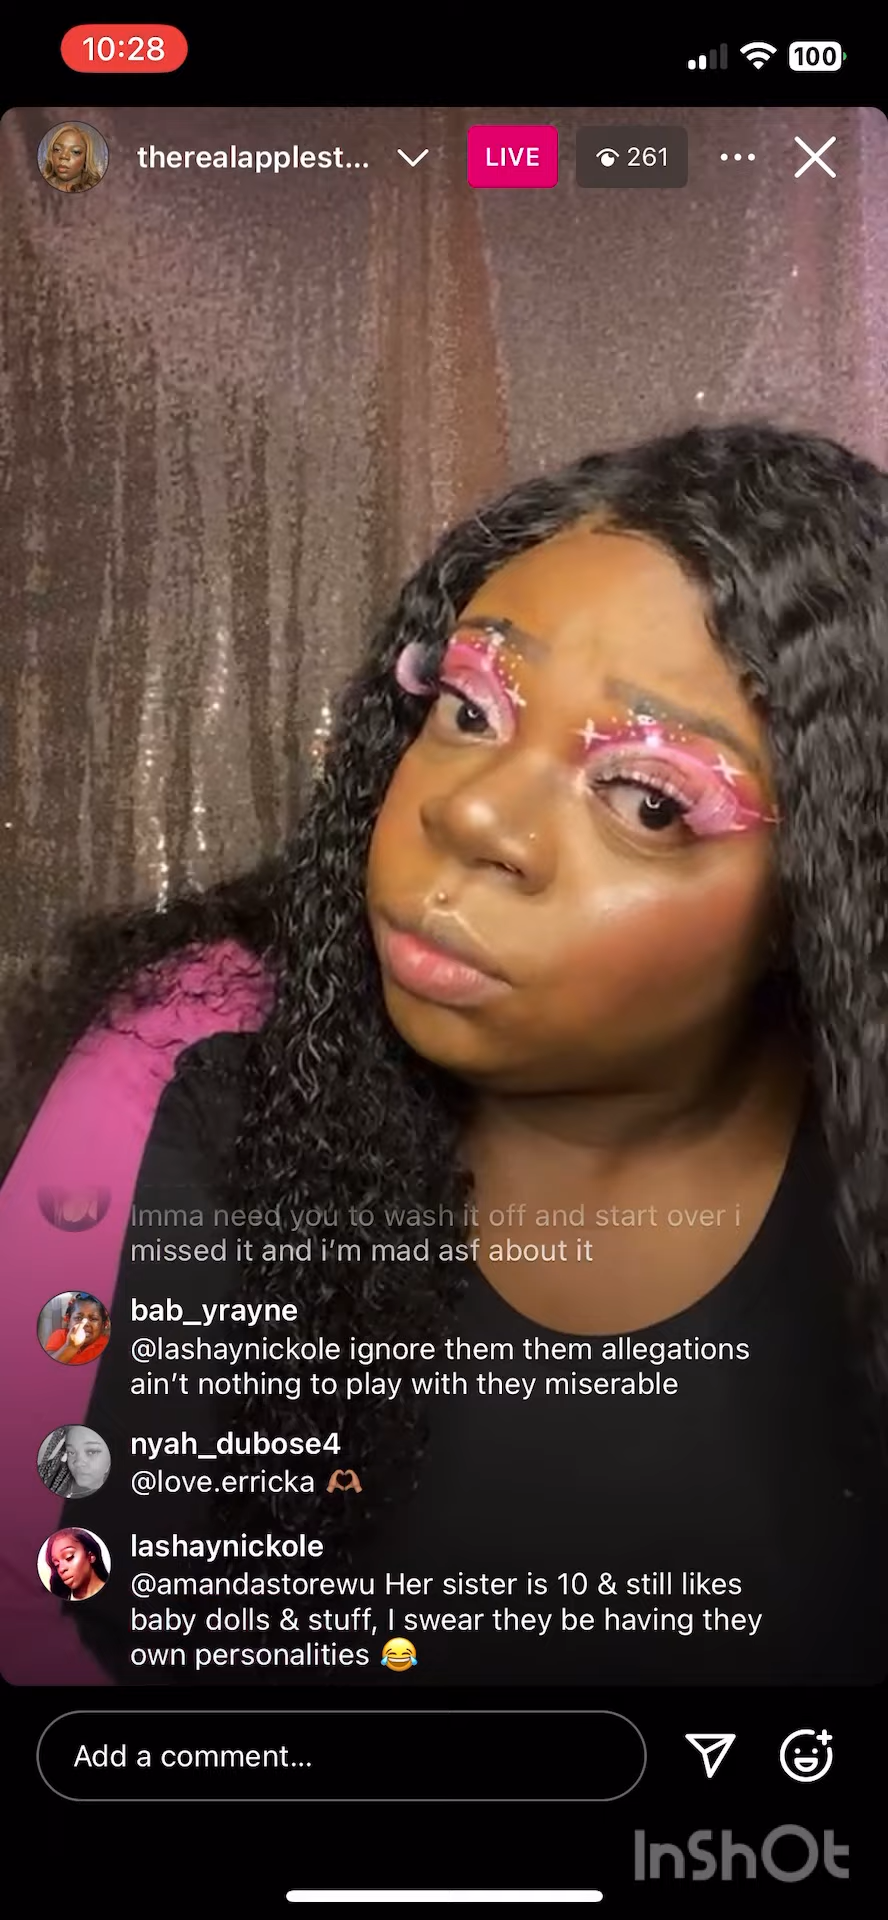 10:28
100
therealapplest...
LIVE
261
Imma need you to wash it off and start over i
missed it and i’m mad asf about it
bab_yrayne
@lashaynickole ignore them them allegations
ain’t nothing to play with they miserable
nyah_dubose4
@love.erricka 🫶🏽
lashaynickole
@amandastorewu Her sister is 10 & still likes
baby dolls & stuff, I swear they be having they
own personalities 😂
Add a comment...
InShOt